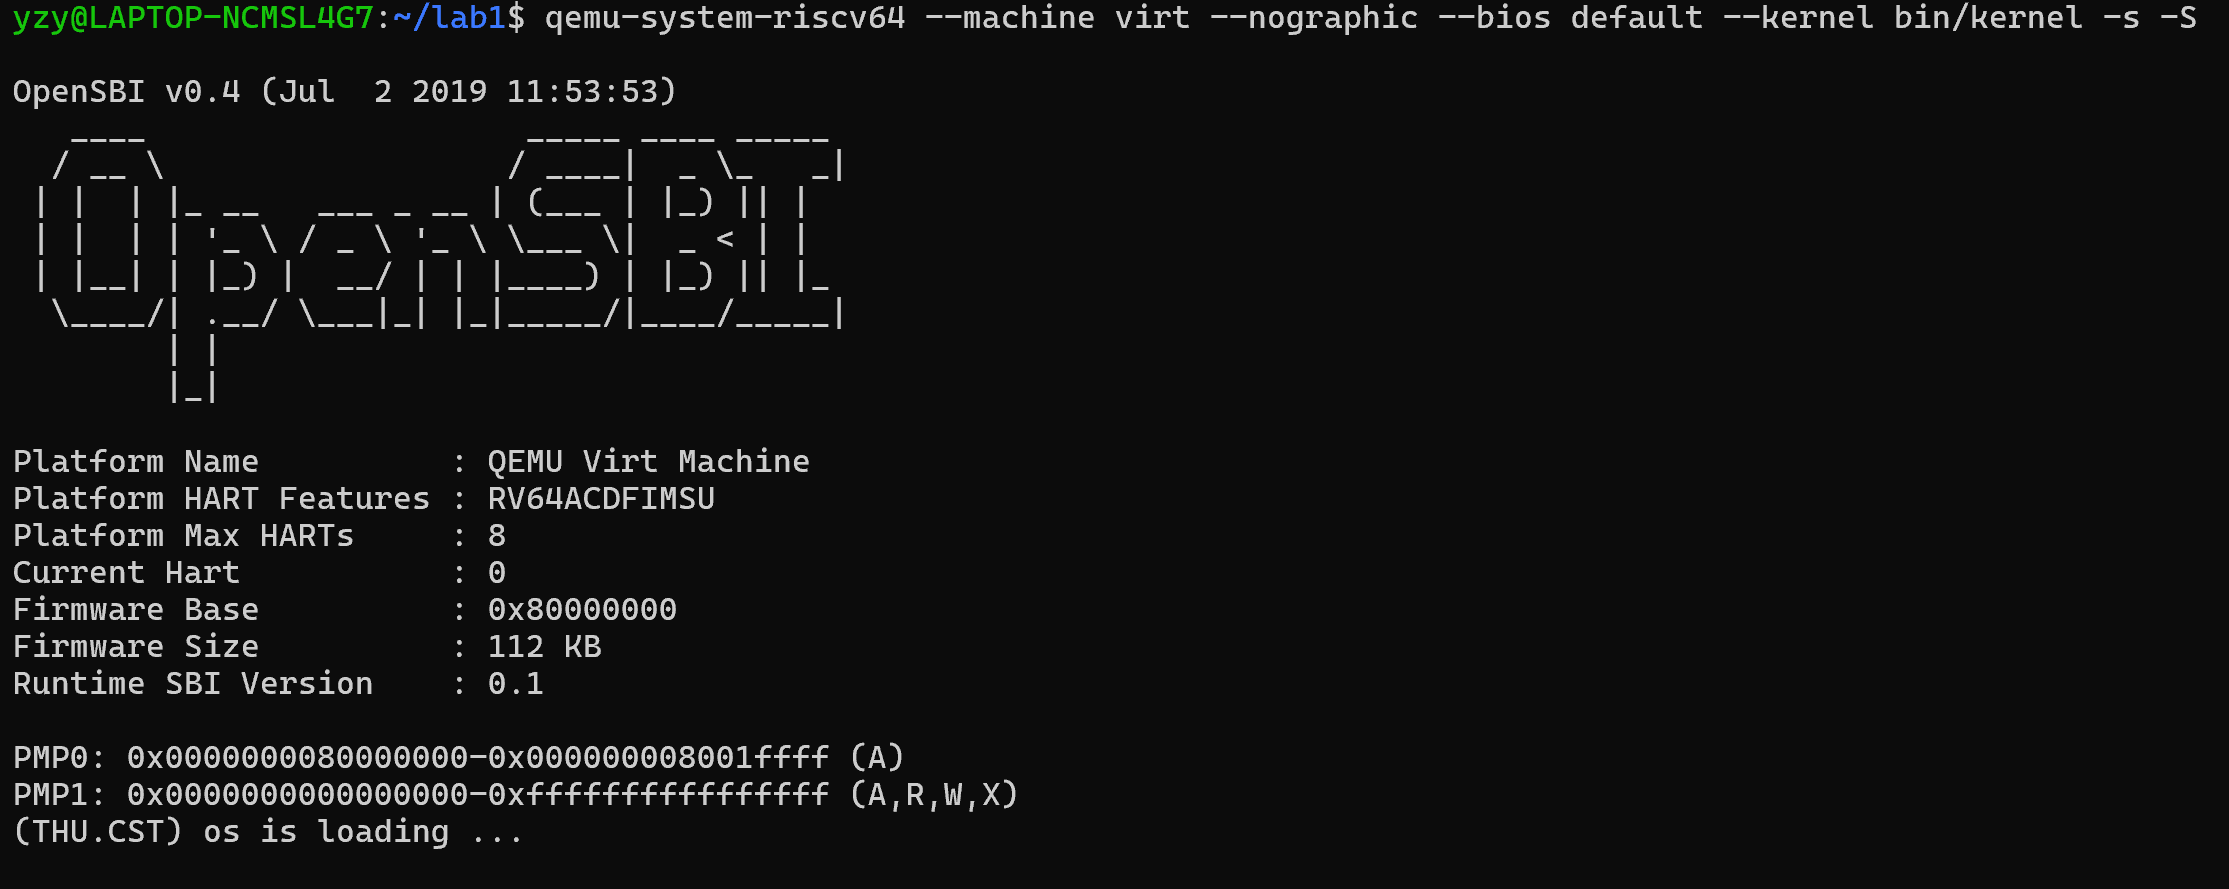 yzy@LAPTOP-NCMSL4G7:~/lab1$ qemu-system-riscv64 --machine virt --nographic --bios default --kernel bin/kernel -s -S
OpenSBI v0.4 (Jul  2 2019 11:53:53)
   ____                    _____ ____ _____
  / __ \                  / ____|  _ \_   _|
 | |  | |_ __   ___ _ __ | (___ | |_) || |
 | |  | | '_ \ / _ \ '_ \ \___ \|  _ < | |
 | |__| | |_) |  __/ | | |____) | |_) || |_
  \____/| .__/ \___|_| |_|_____/|____/_____|
        | |
        |_|
Platform Name          : QEMU Virt Machine
Platform HART Features : RV64ACDFIMSU
Platform Max HARTs     : 8
Current Hart           : 0
Firmware Base          : 0x80000000
Firmware Size          : 112 KB
Runtime SBI Version    : 0.1
PMP0: 0x0000000080000000-0x000000008001ffff (A)
PMP1: 0x0000000000000000-0xffffffffffffffff (A,R,W,X)
(THU.CST) os is loading ...